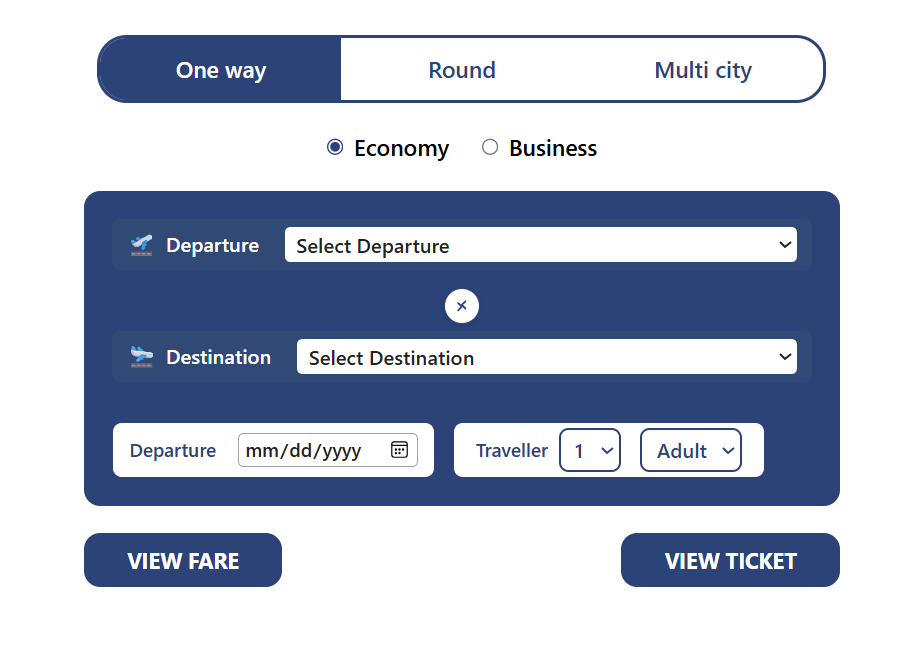 One way Round Multi city
Economy Business
Departure Select Departure
Destination Select Destination
Departure mm/dd/yyyy Traveller 1 Adult
VIEW FARE VIEW TICKET